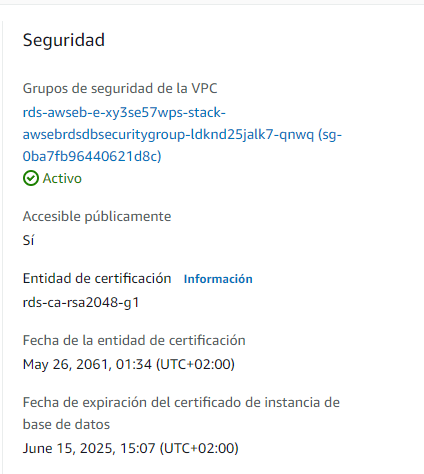 Seguridad
Grupos de seguridad de la VPC
rds-awseb-e-xy3se57wps-stack-
awsebrdsdbsecuritygroup-ldknd25jalk7-qnwq (sg-
0ba7fb96440621d8c)
Activo
Accesible públicamente
Sí
Entidad de certificación Información
rds-ca-rsa2048-g1
Fecha de la entidad de certificación
May 26, 2061, 01:34 (UTC+02:00)
Fecha de expiración del certificado de instancia de
base de datos
June 15, 2025, 15:07 (UTC+02:00)